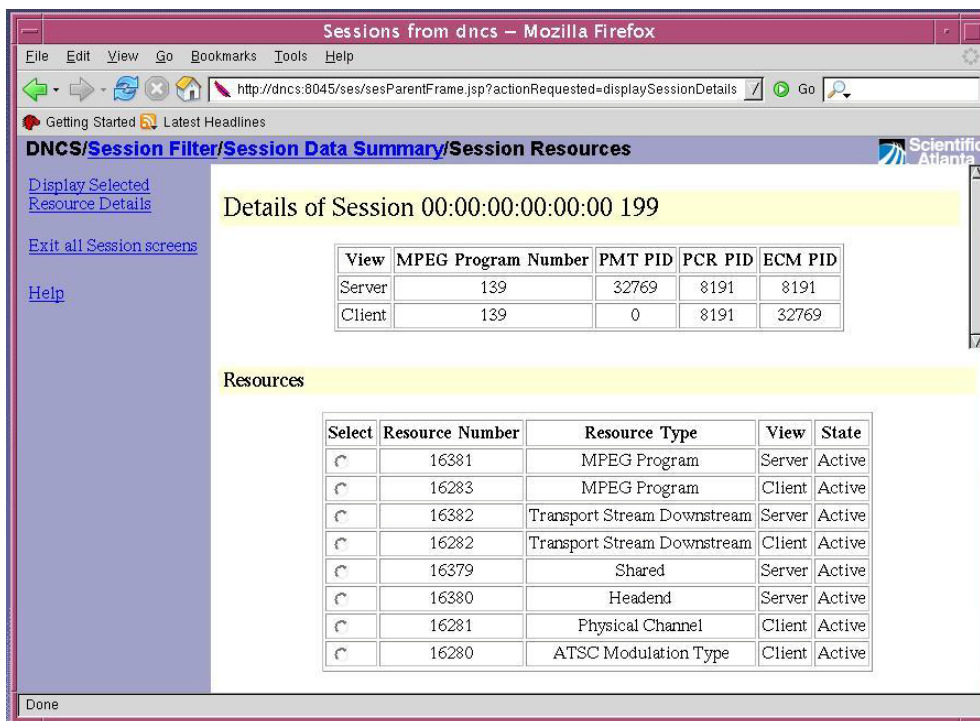 Sessions from dncs – Mozilla Firefox
File Edit View Go Bookmarks Tools Help
http://dncs:8045/ses/sesParentFrame.jsp?actionRequested=displaySessionDetails Go
Getting Started Latest Headlines
DNCS/Session Filter/Session Data Summary/Session Resources
Scientific
Atlanta
Display Selected
Resource Details
Exit all Session screens
Help
Details of Session 00:00:00:00:00:00 199
View MPEG Program Number PMT PID PCR PID ECM PID
Server 139 32769 8191 8191
Client 139 0 8191 32769
Resources
Select Resource Number Resource Type View State
16381 MPEG Program Server Active
16283 MPEG Program Client Active
16382 Transport Stream Downstream Server Active
16282 Transport Stream Downstream Client Active
16379 Shared Server Active
16380 Headend Server Active
16281 Physical Channel Client Active
16280 ATSC Modulation Type Client Active
Done